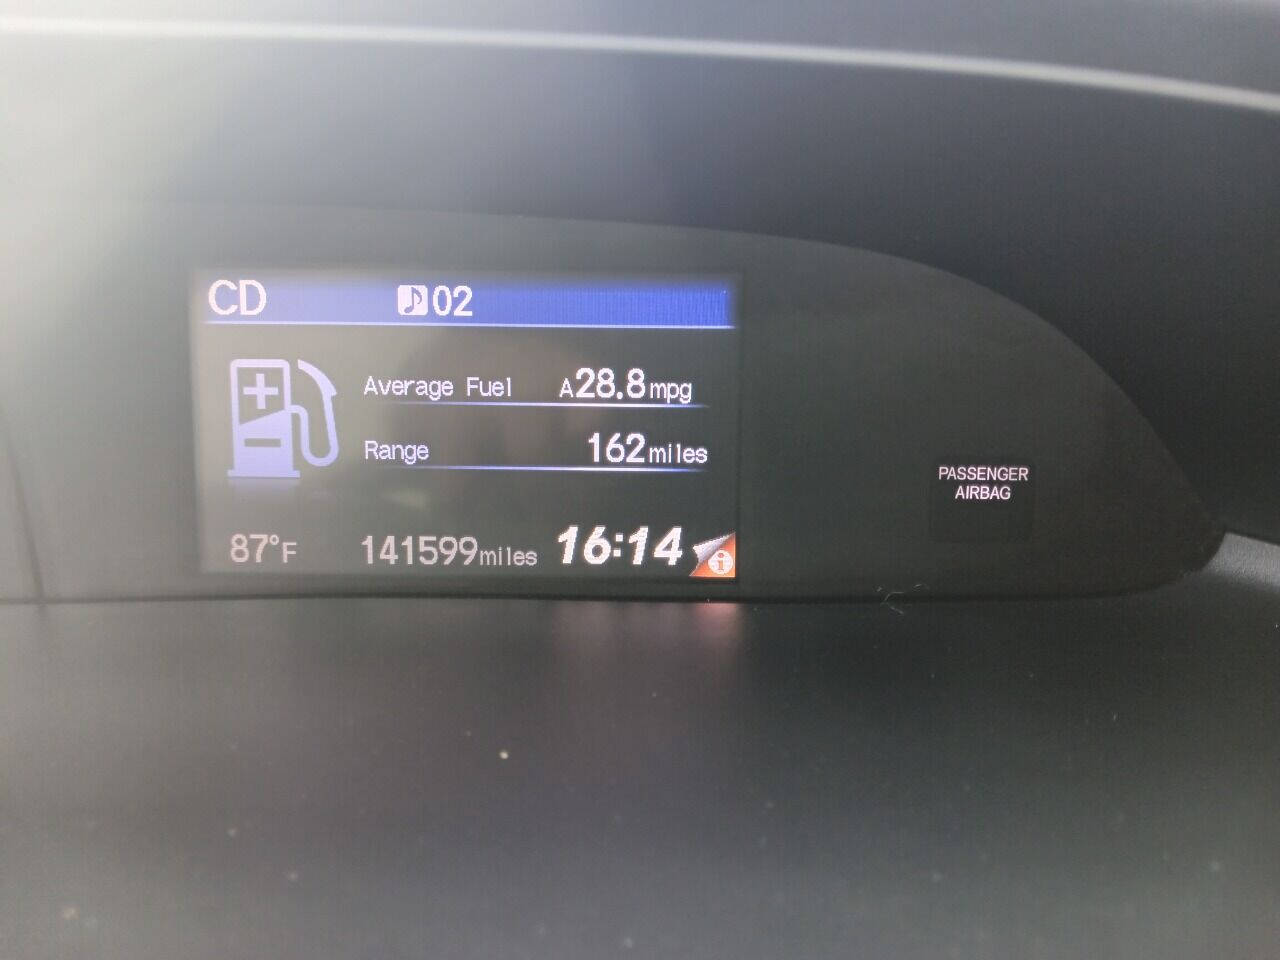 CD 02
Average Fuel A28.8mpg
Range 162miles
PASSENGER
AIRBAG
87°F 141599miles 16:14 i